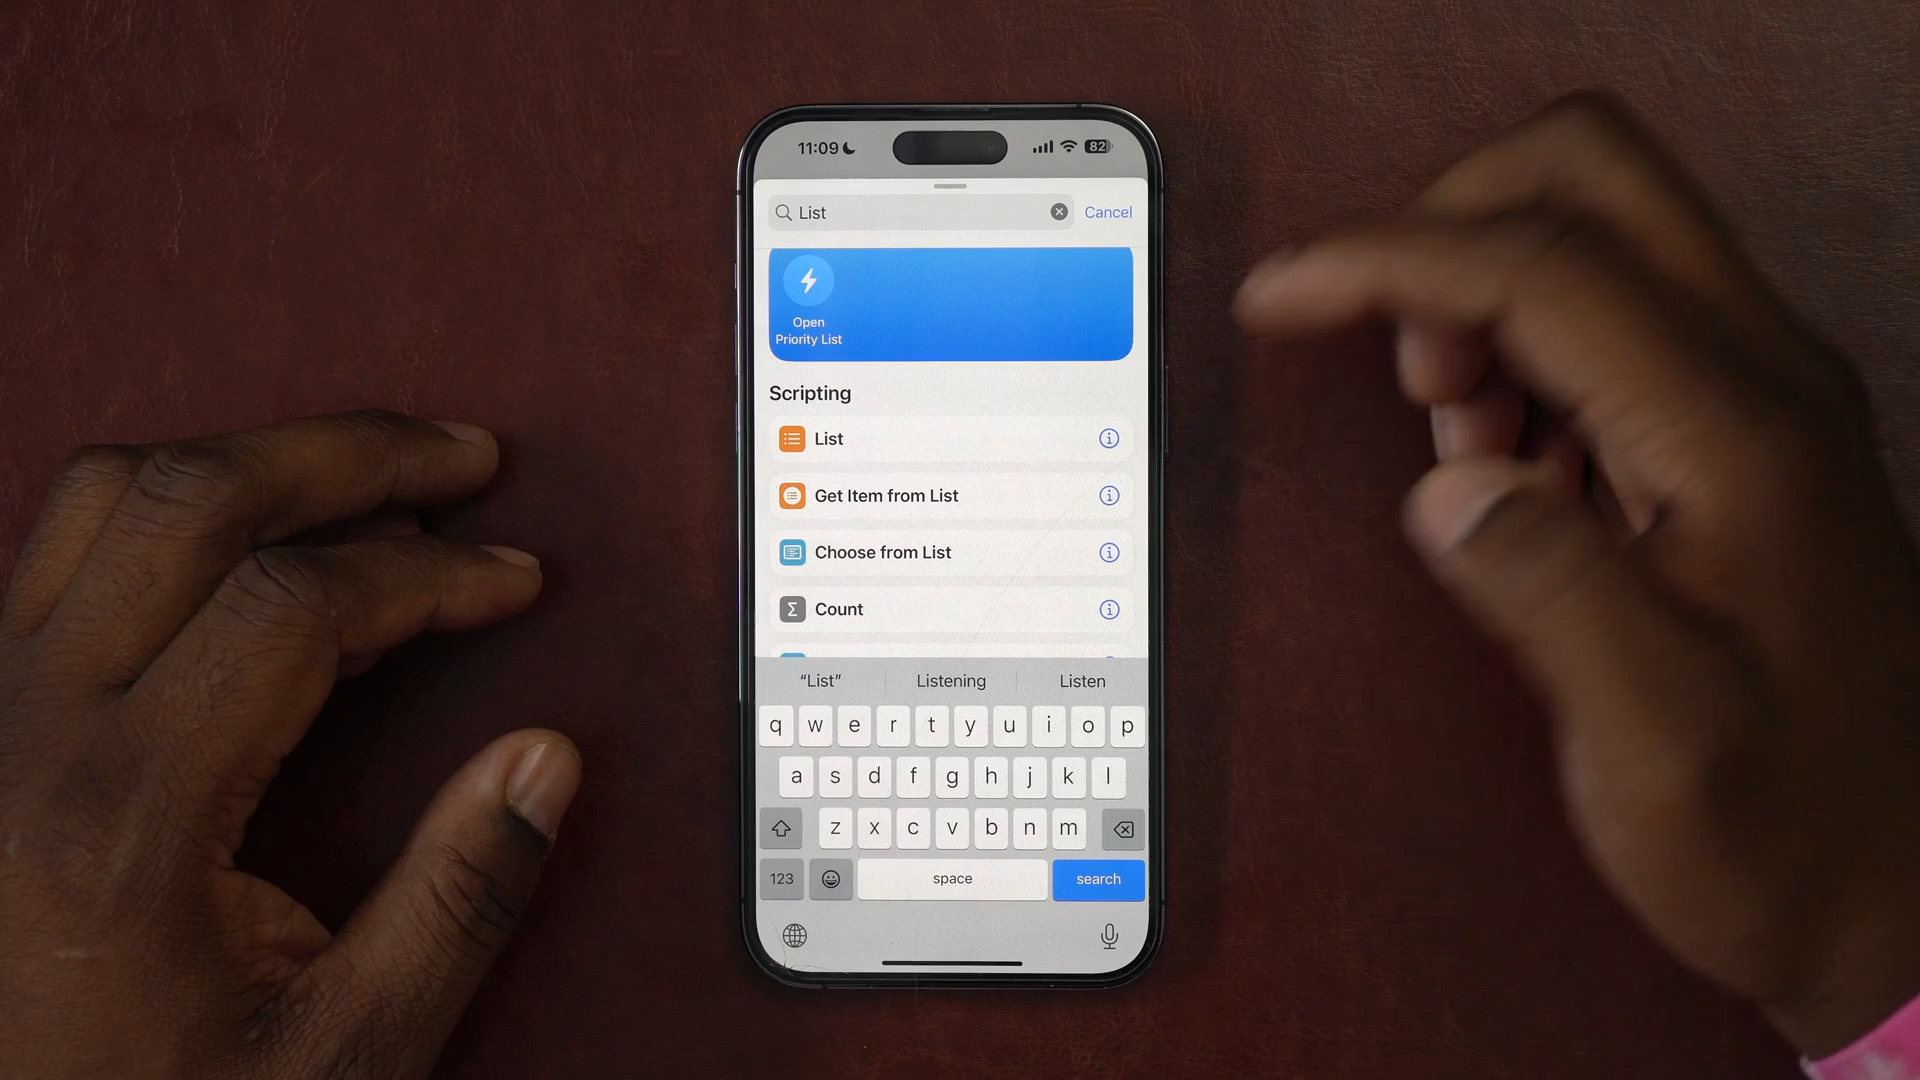 11:09
82
List
Cancel
Open
Priority List
Scripting
List
Get Item from List
Choose from List
Count
“List”
Listening
Listen
q w e r t y u i o p
a s d f g h j k l
z x c v b n m
123
space
search